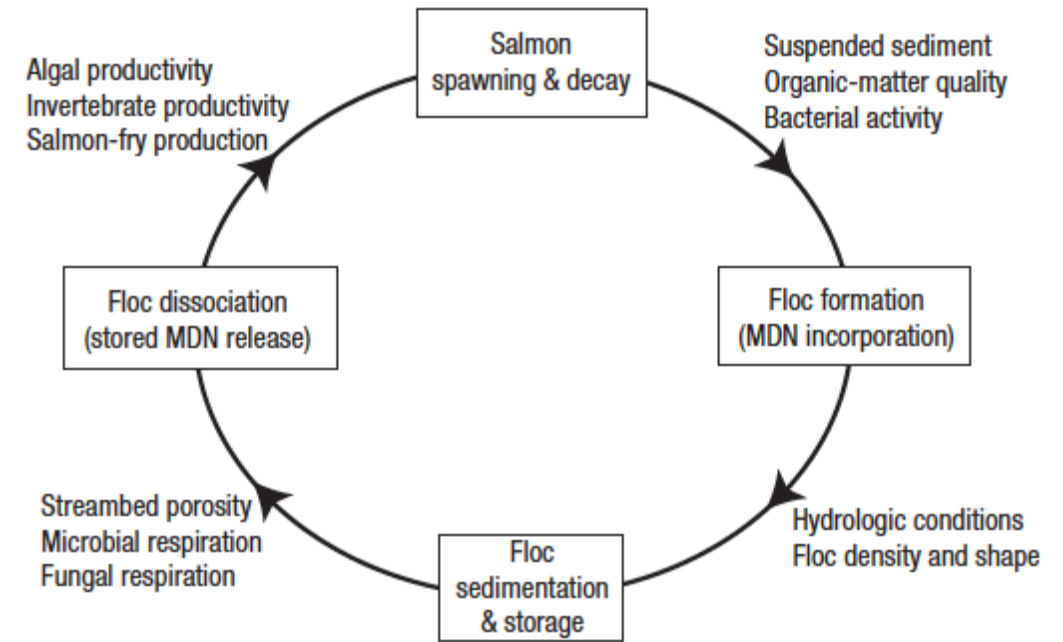 Salmon
spawning & decay
Suspended sediment
Organic-matter quality
Bacterial activity
Floc formation
(MDN incorporation)
Hydrologic conditions
Floc density and shape
Floc
sedimentation
& storage
Streambed porosity
Microbial respiration
Fungal respiration
Floc dissociation
(stored MDN release)
Algal productivity
Invertebrate productivity
Salmon-fry production